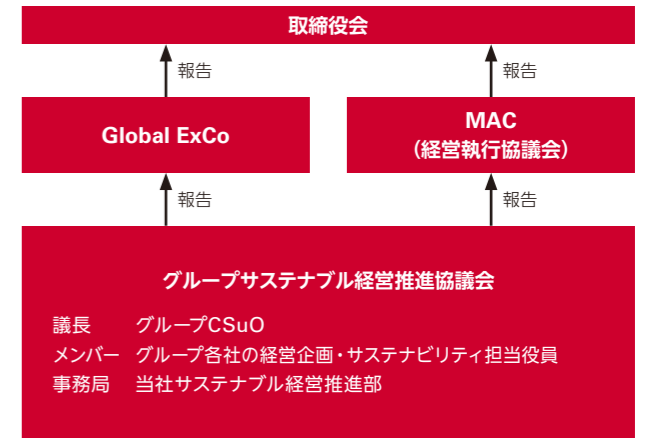 取締役会
報告
報告
Global ExCo
MAC
（経営執行協議会）
報告
報告
グループサステナブル経営推進協議会
議長 グループCSuO
メンバー グループ各社の経営企画・サステナビリティ担当役員
事務局 当社サステナブル経営推進部